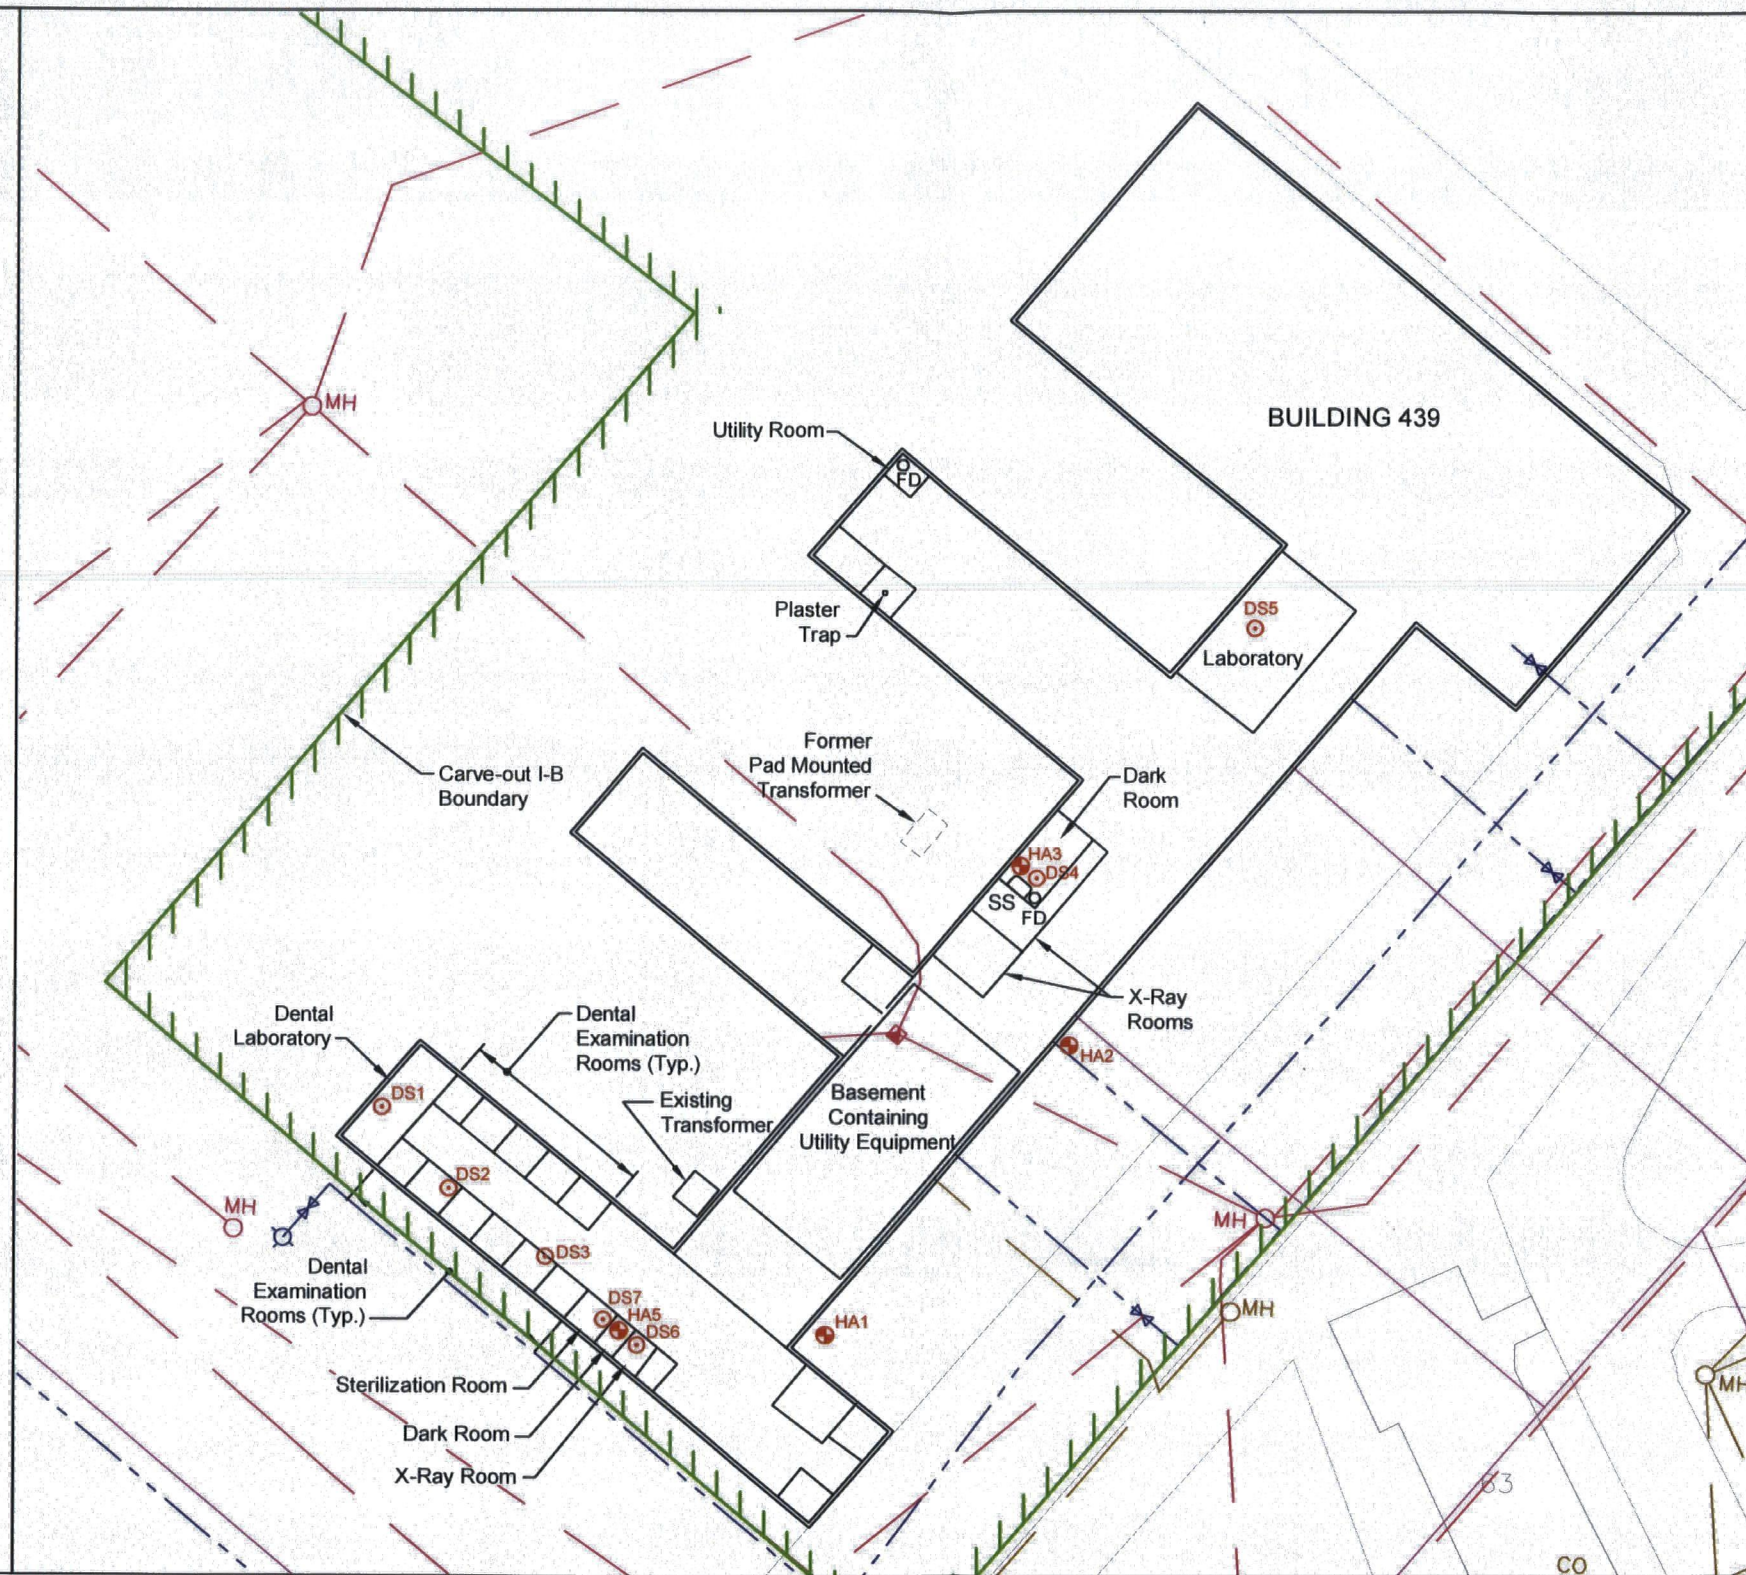 MH
BUILDING 439
Utility Room
FD
Plaster
Trap
DS5
Laboratory
Former
Pad Mounted
Transformer
Carve-out I-B
Boundary
Dark
Room
HA3
DS4
SS
FD
X-Ray
Rooms
Dental
Laboratory
Dental
Examination
Rooms (Typ.)
HA2
DS1
Existing
Transformer
Basement
Containing
Utility Equipment
DS2
MH
MH
DS3
Dental
Examination
Rooms (Typ.)
DS7
HA5
DS6
HA1
MH
Sterilization Room
MH
Dark Room
X-Ray Room
63
CO